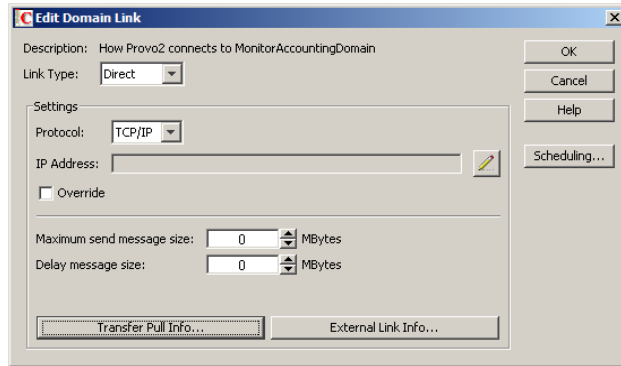 Edit Domain Link
Description: How Provo2 connects to MonitorAccountingDomain
Link Type: Direct
OK
Cancel
Help
Scheduling...
Settings
Protocol: TCP/IP
IP Address:
Override
Maximum send message size: 0 MBytes
Delay message size: 0 MBytes
Transfer Pull Info... External Link Info...